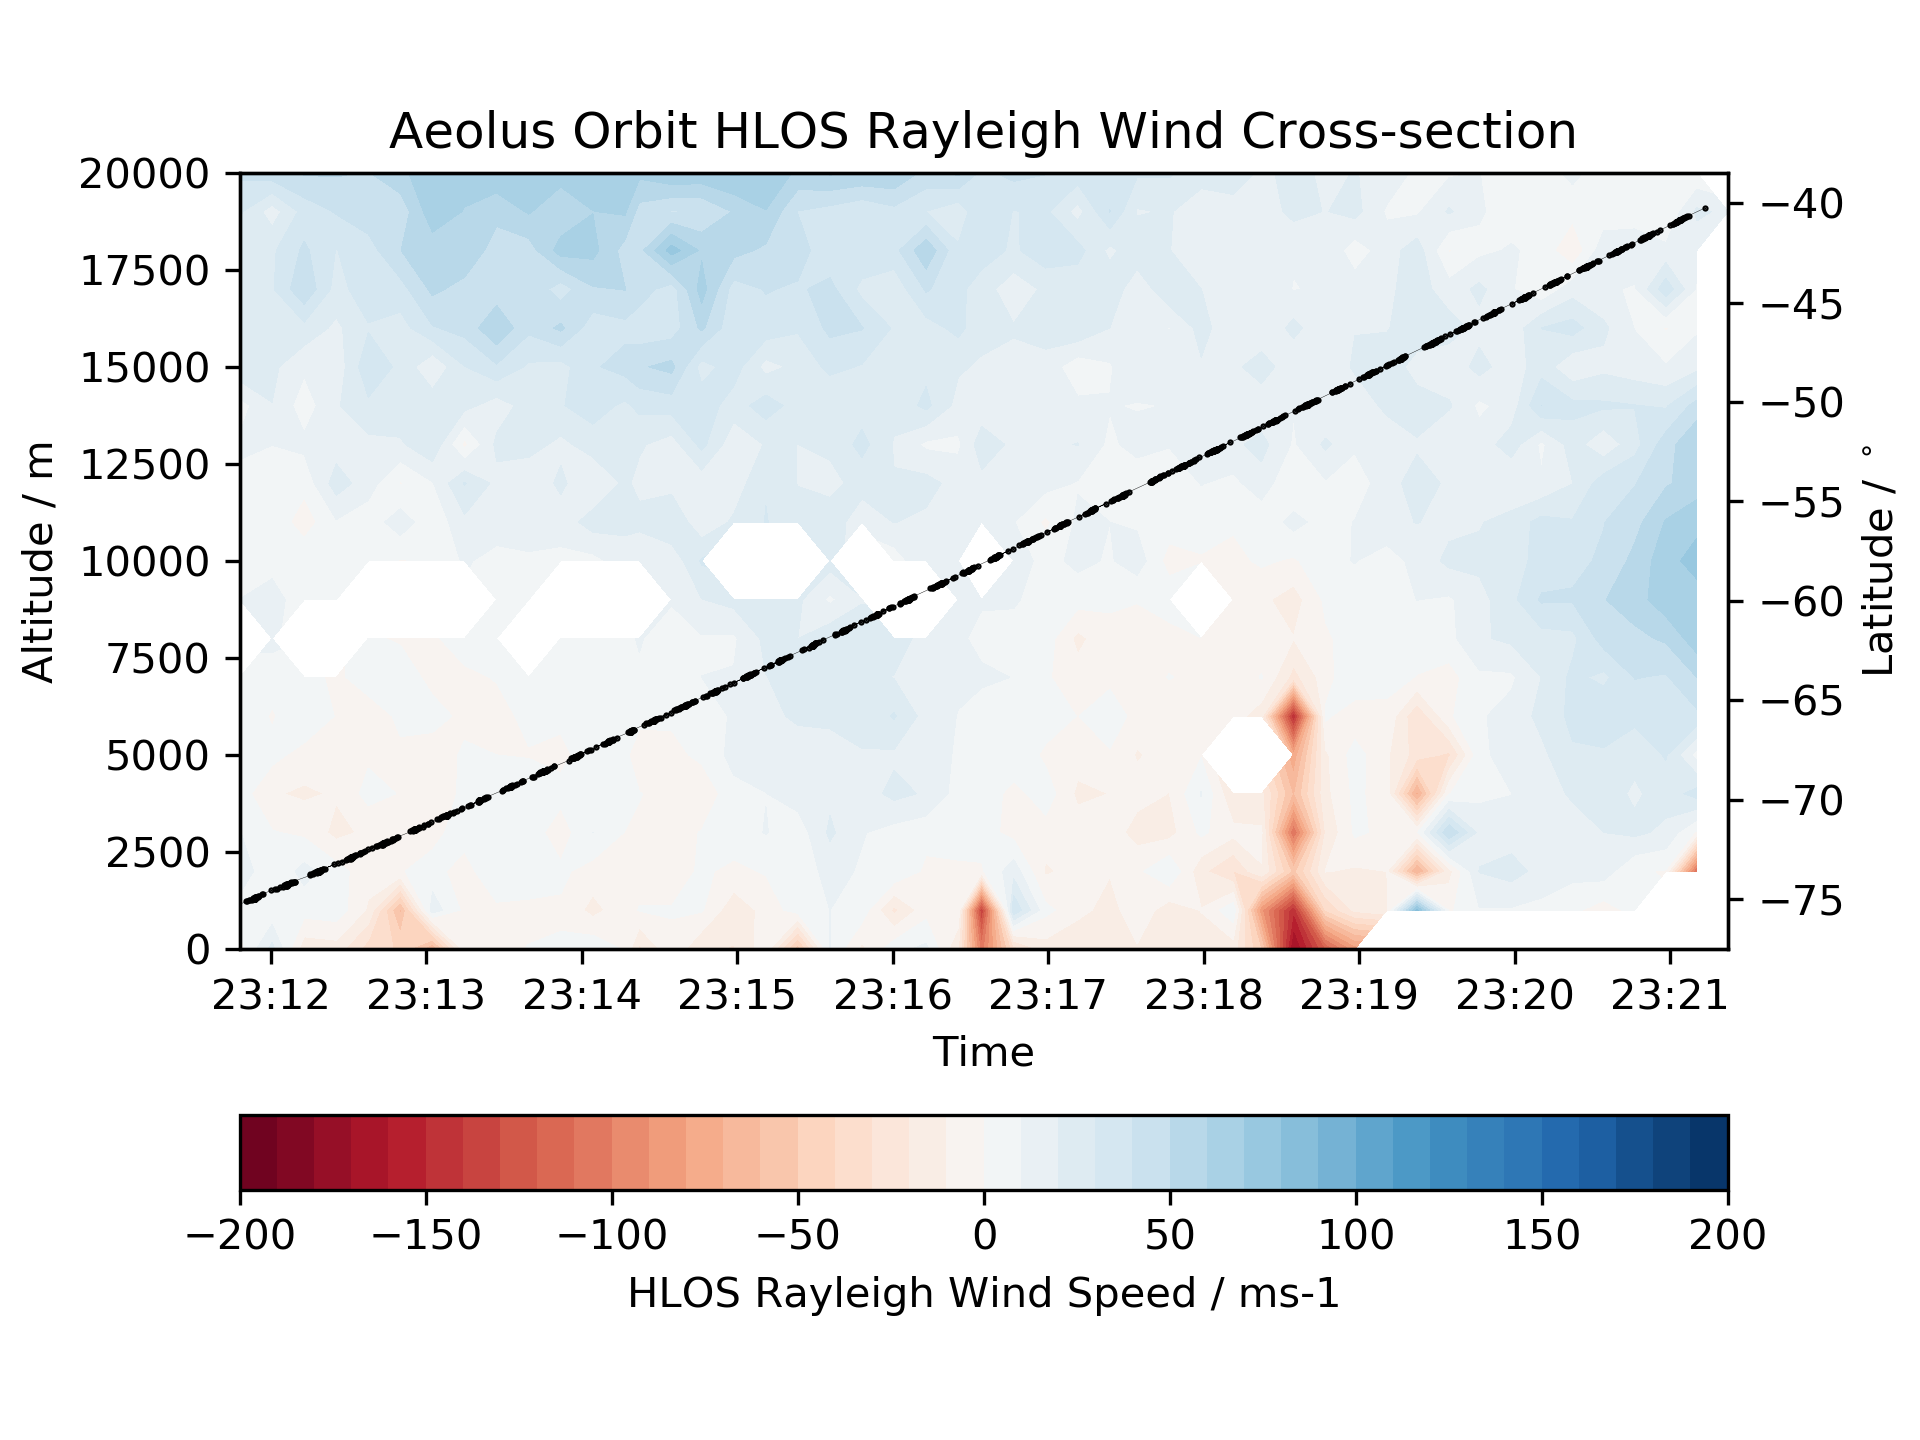 Aeolus Orbit HLOS Rayleigh Wind Cross-section
20000
17500
15000
12500
10000
7500
5000
2500
0
Altitude / m
−40
−45
−50
−55
−60
−65
−70
−75
Latitude / °
23:12 23:13 23:14 23:15 23:16 23:17 23:18 23:19 23:20 23:21
Time
−200 −150 −100 −50 0 50 100 150 200
HLOS Rayleigh Wind Speed / ms-1